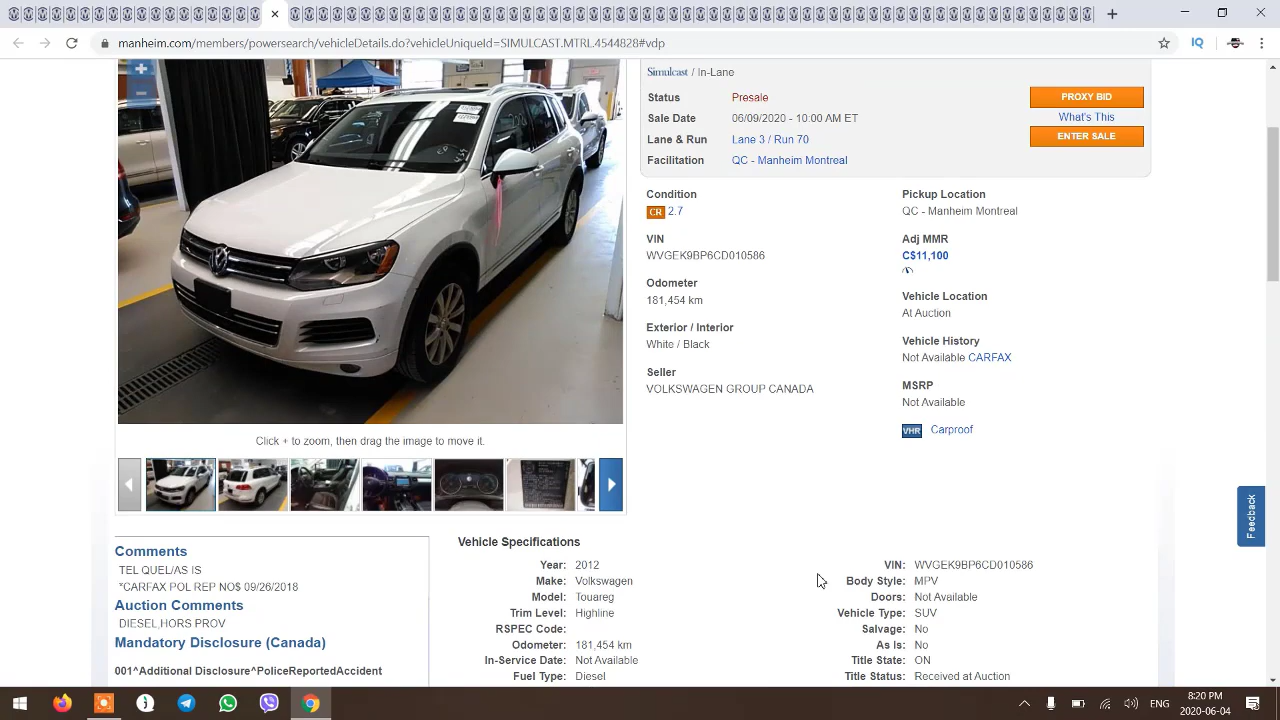 manheim.com/members/powersearch/vehicleDetails.do?vehicleUniqueId=SIMULCAST.MTRL.4544828#vdp
IQ
Simulcast / In-Lane
Status Presale
Sale Date 06/09/2020 - 10:00 AM ET
Lane & Run Lane 3 / Run 70
Facilitation QC - Manheim Montreal
PROXY BID
What's This
ENTER SALE
Condition
CR 2.7
VIN
WVGEK9BP6CD010586
Odometer
181,454 km
Exterior / Interior
White / Black
Seller
VOLKSWAGEN GROUP CANADA
Pickup Location
QC - Manheim Montreal
Adj MMR
C$11,100
Vehicle Location
At Auction
Vehicle History
Not Available CARFAX
MSRP
Not Available
VHR Carproof
Click + to zoom, then drag the image to move it.
Feedback
Comments
TEL QUEL/AS IS
*CARFAX POL REP NO$ 09/26/2018
Auction Comments
DIESEL,HORS PROV
Mandatory Disclosure (Canada)
001^Additional Disclosure^PoliceReportedAccident
Vehicle Specifications
Year: 2012
Make: Volkswagen
Model: Touareg
Trim Level: Highline
RSPEC Code:
Odometer: 181,454 km
In-Service Date: Not Available
Fuel Type: Diesel
VIN: WVGEK9BP6CD010586
Body Style: MPV
Doors: Not Available
Vehicle Type: SUV
Salvage: No
As Is: No
Title State: ON
Title Status: Received at Auction
ENG
8:20 PM
2020-06-04